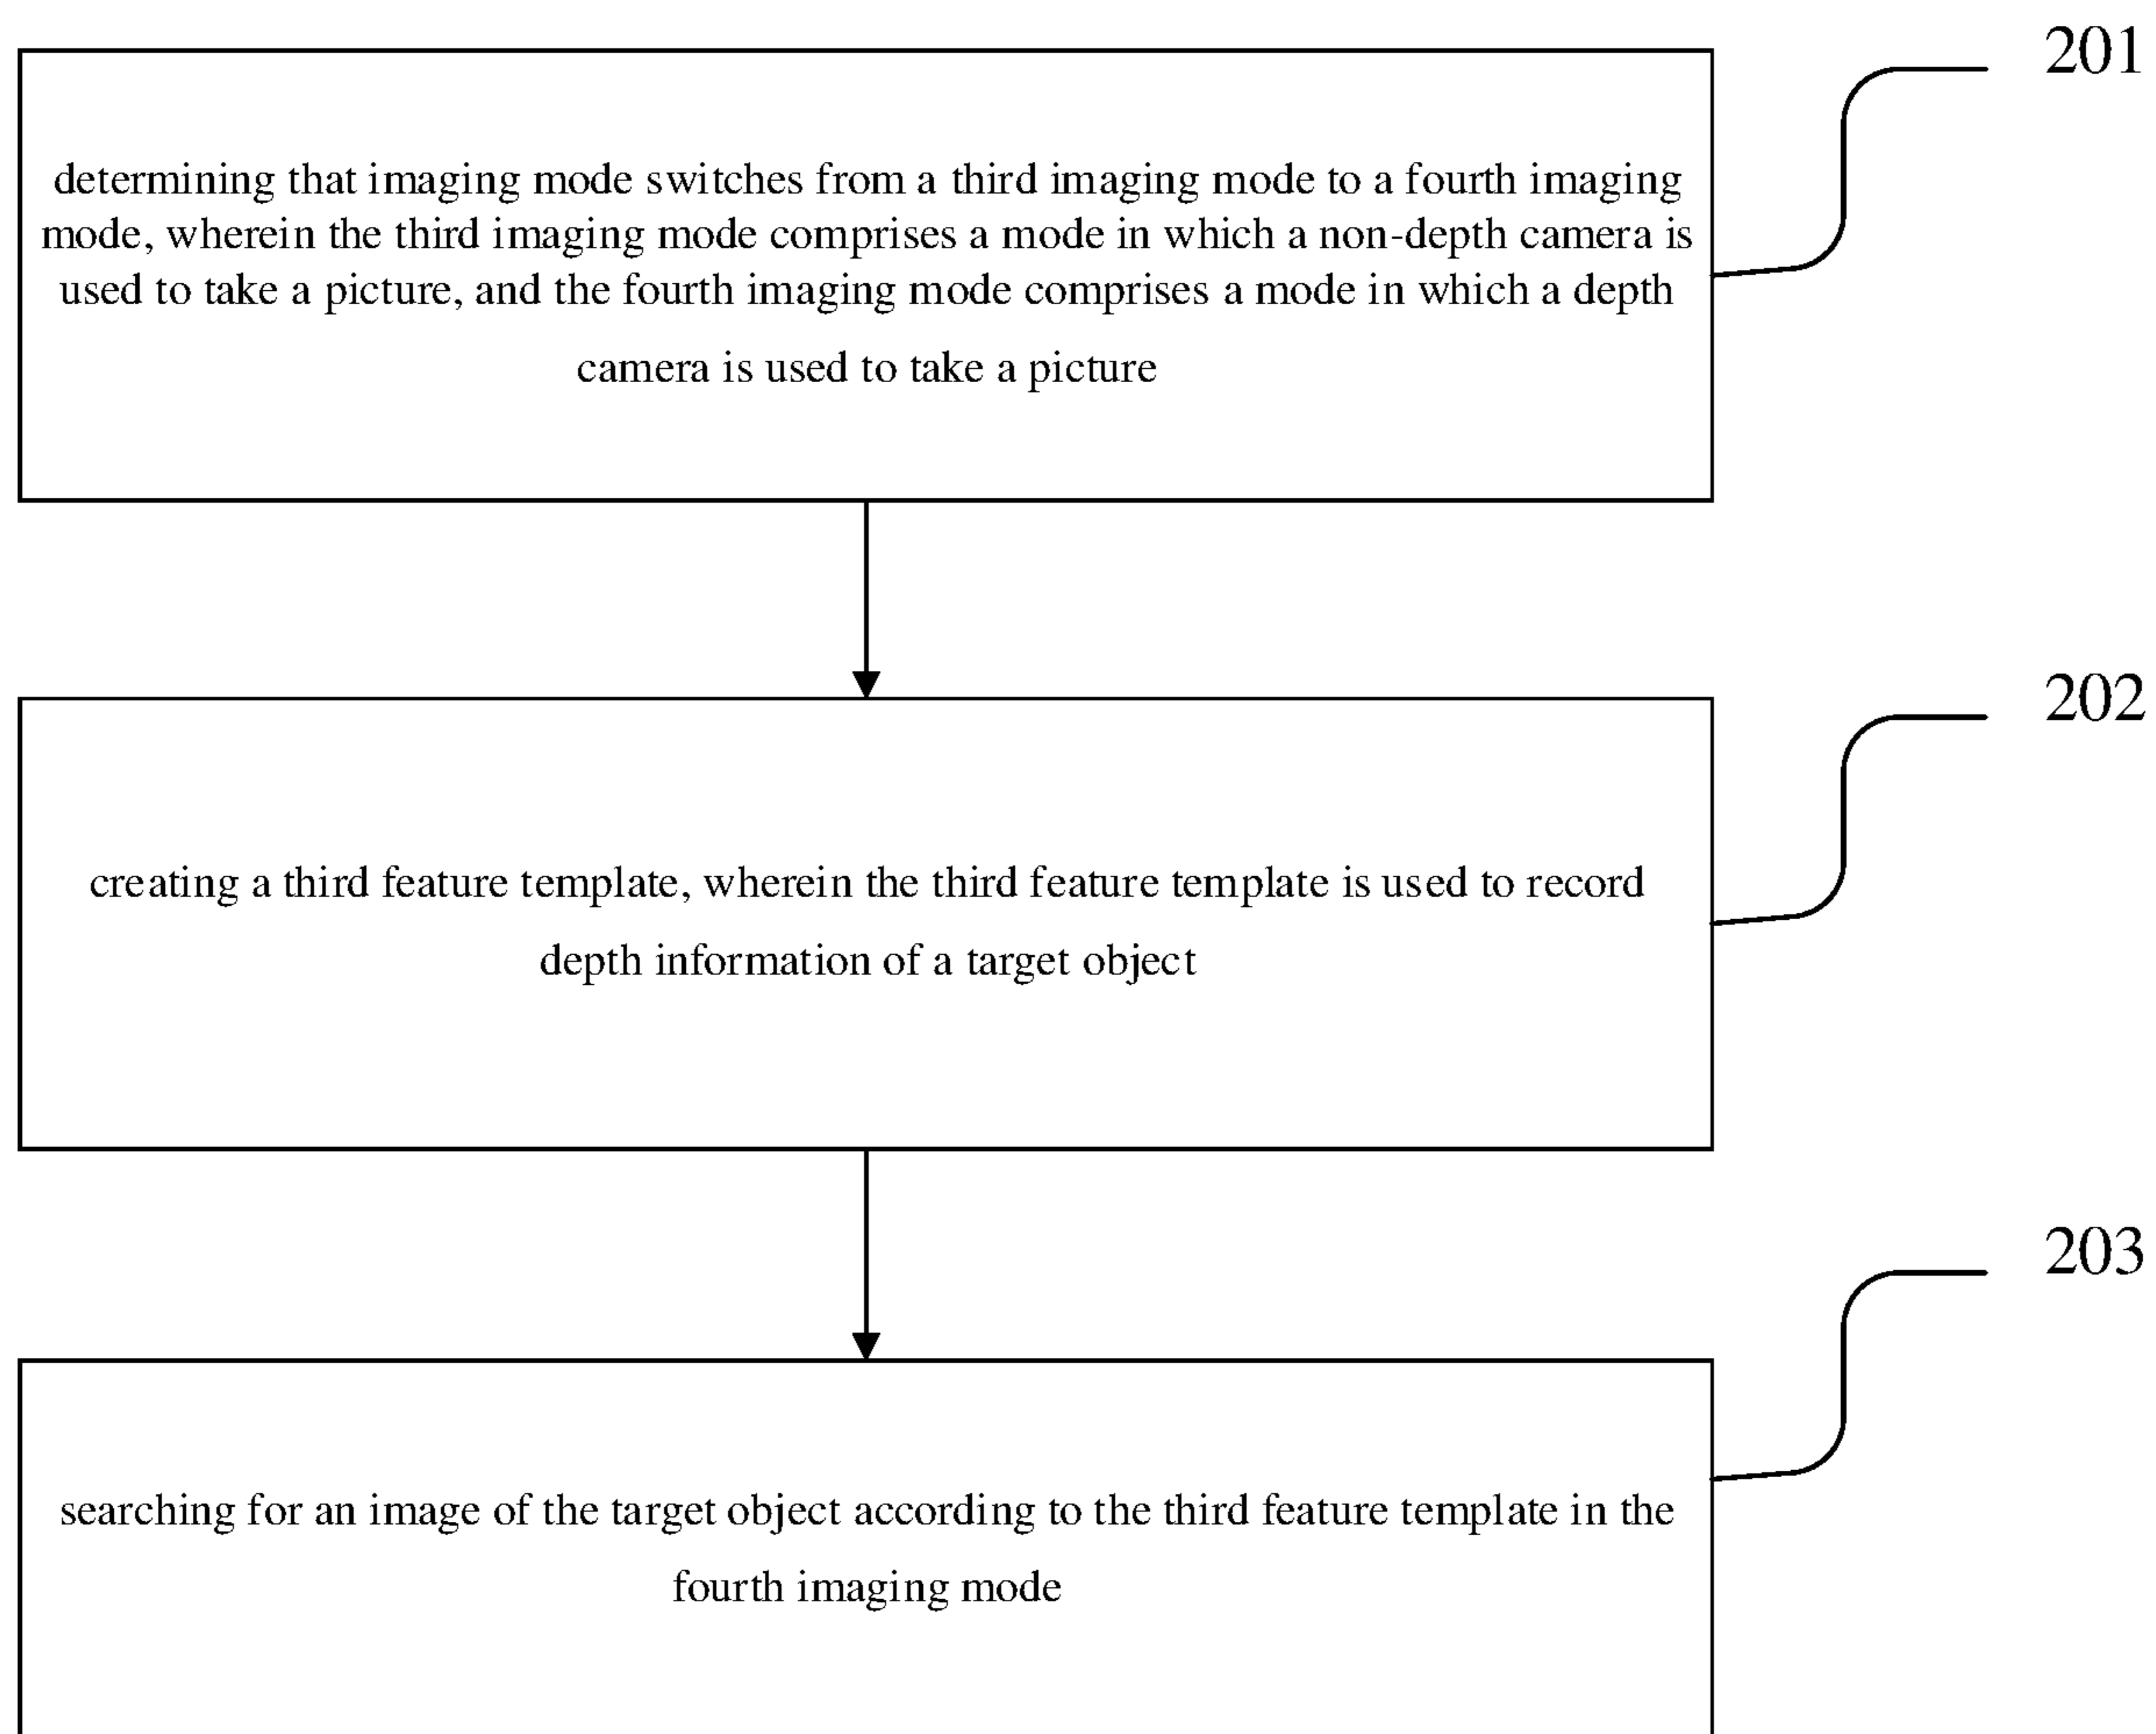 201
determining that imaging mode switches from a third imaging mode to a fourth imaging
mode, wherein the third imaging mode comprises a mode in which a non-depth camera is
used to take a picture, and the fourth imaging mode comprises a mode in which a depth
camera is used to take a picture
202
creating a third feature template, wherein the third feature template is used to record
depth information of a target object
203
searching for an image of the target object according to the third feature template in the
fourth imaging mode